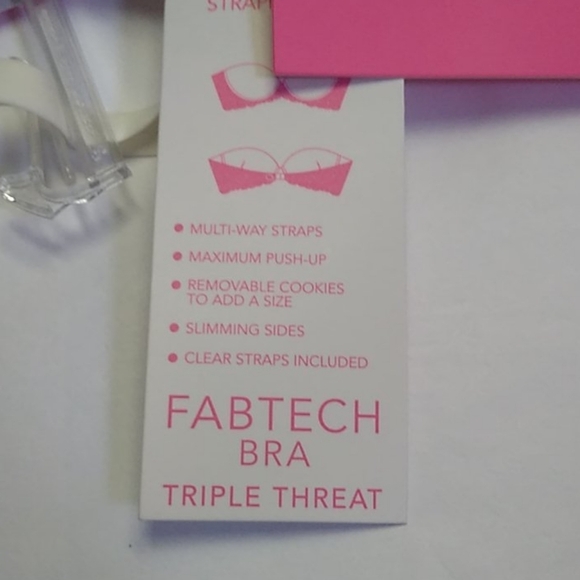 • MULTI-WAY STRAPS
• MAXIMUM PUSH-UP
• REMOVABLE COOKIES
TO ADD A SIZE
• SLIMMING SIDES
• CLEAR STRAPS INCLUDED
FABTECH
BRA
TRIPLE THREAT